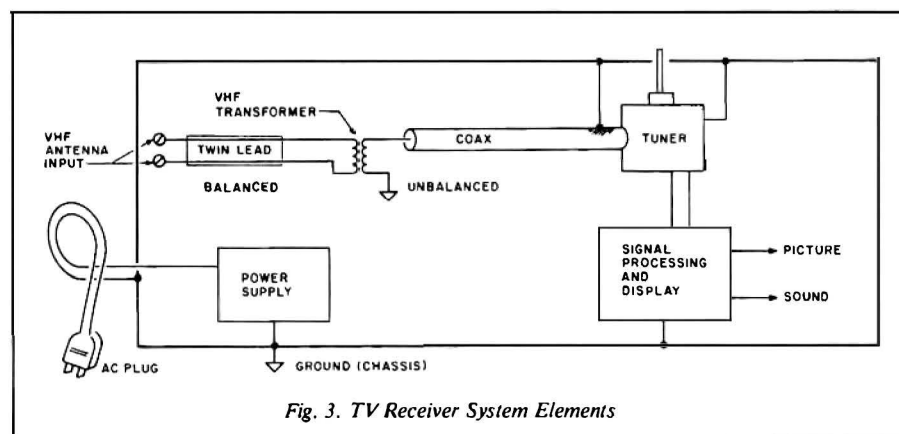 VHF
TRANSFORMER
VHF
ANTENNA
INPUT
TWIN LEAD
COAX
TUNER
BALANCED
UNBALANCED
POWER
SUPPLY
SIGNAL
PROCESSING
AND
DISPLAY
PICTURE
SOUND
AC PLUG
GROUND (CHASSIS)
Fig. 3. TV Receiver System Elements